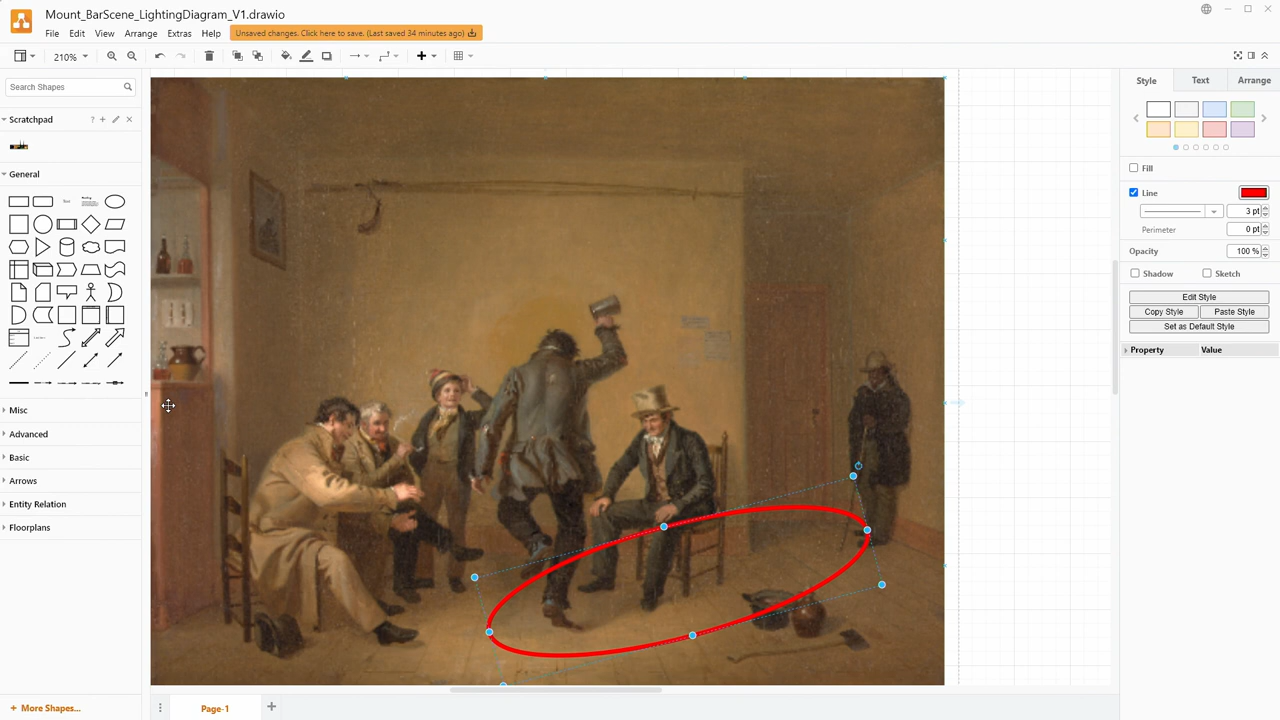 Mount_BarScene_LightingDiagram_V1.drawio
File Edit View Arrange Extras Help
Unsaved changes. Click here to save. (Last saved 34 minutes ago)
210%
Search Shapes
Scratchpad
?
General
Misc
Advanced
Basic
Arrows
Entity Relation
Floorplans
+ More Shapes...
Page-1
Style Text Arrange
Fill
Line
3 pt
Perimeter 0 pt
Opacity 100 %
Shadow Sketch
Edit Style
Copy Style Paste Style
Set as Default Style
Property Value